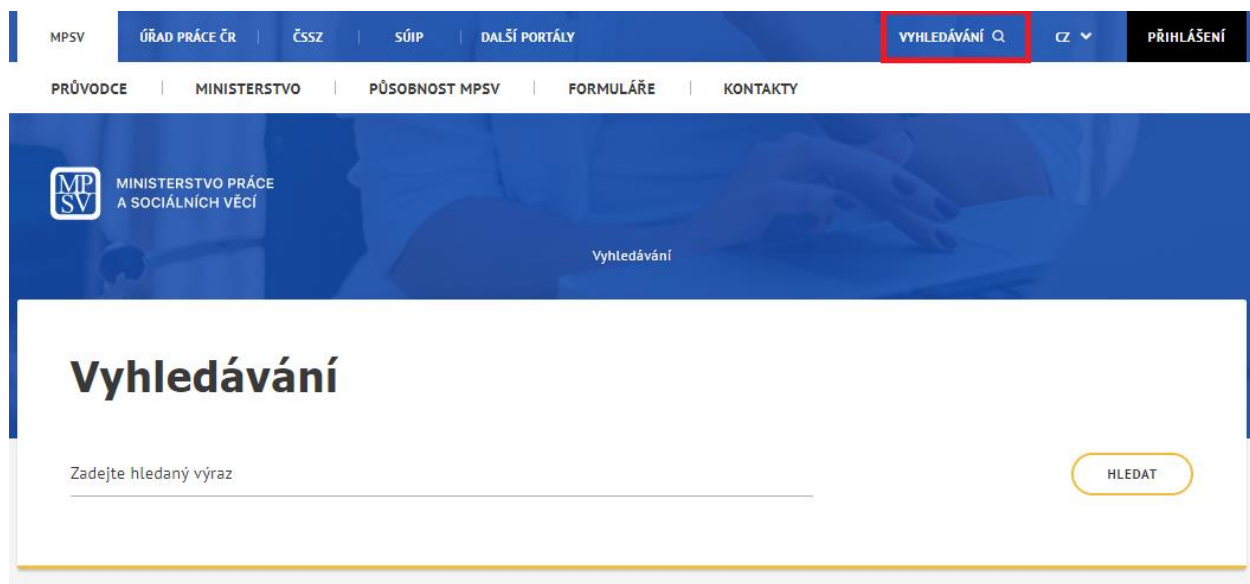 MPSV ÚŘAD PRÁCE ČR ČSSZ SÚIP DALŠÍ PORTÁLY VYHLEDÁVÁNÍ CZ PŘIHLÁŠENÍ
PRŮVODCE MINISTERSTVO PŮSOBNOST MPSV FORMULÁŘE KONTAKTY
MP
SV
MINISTERSTVO PRÁCE
A SOCIÁLNÍCH VĚCÍ
Vyhledávání
Vyhledávání
Zadejte hledaný výraz HLEDAT